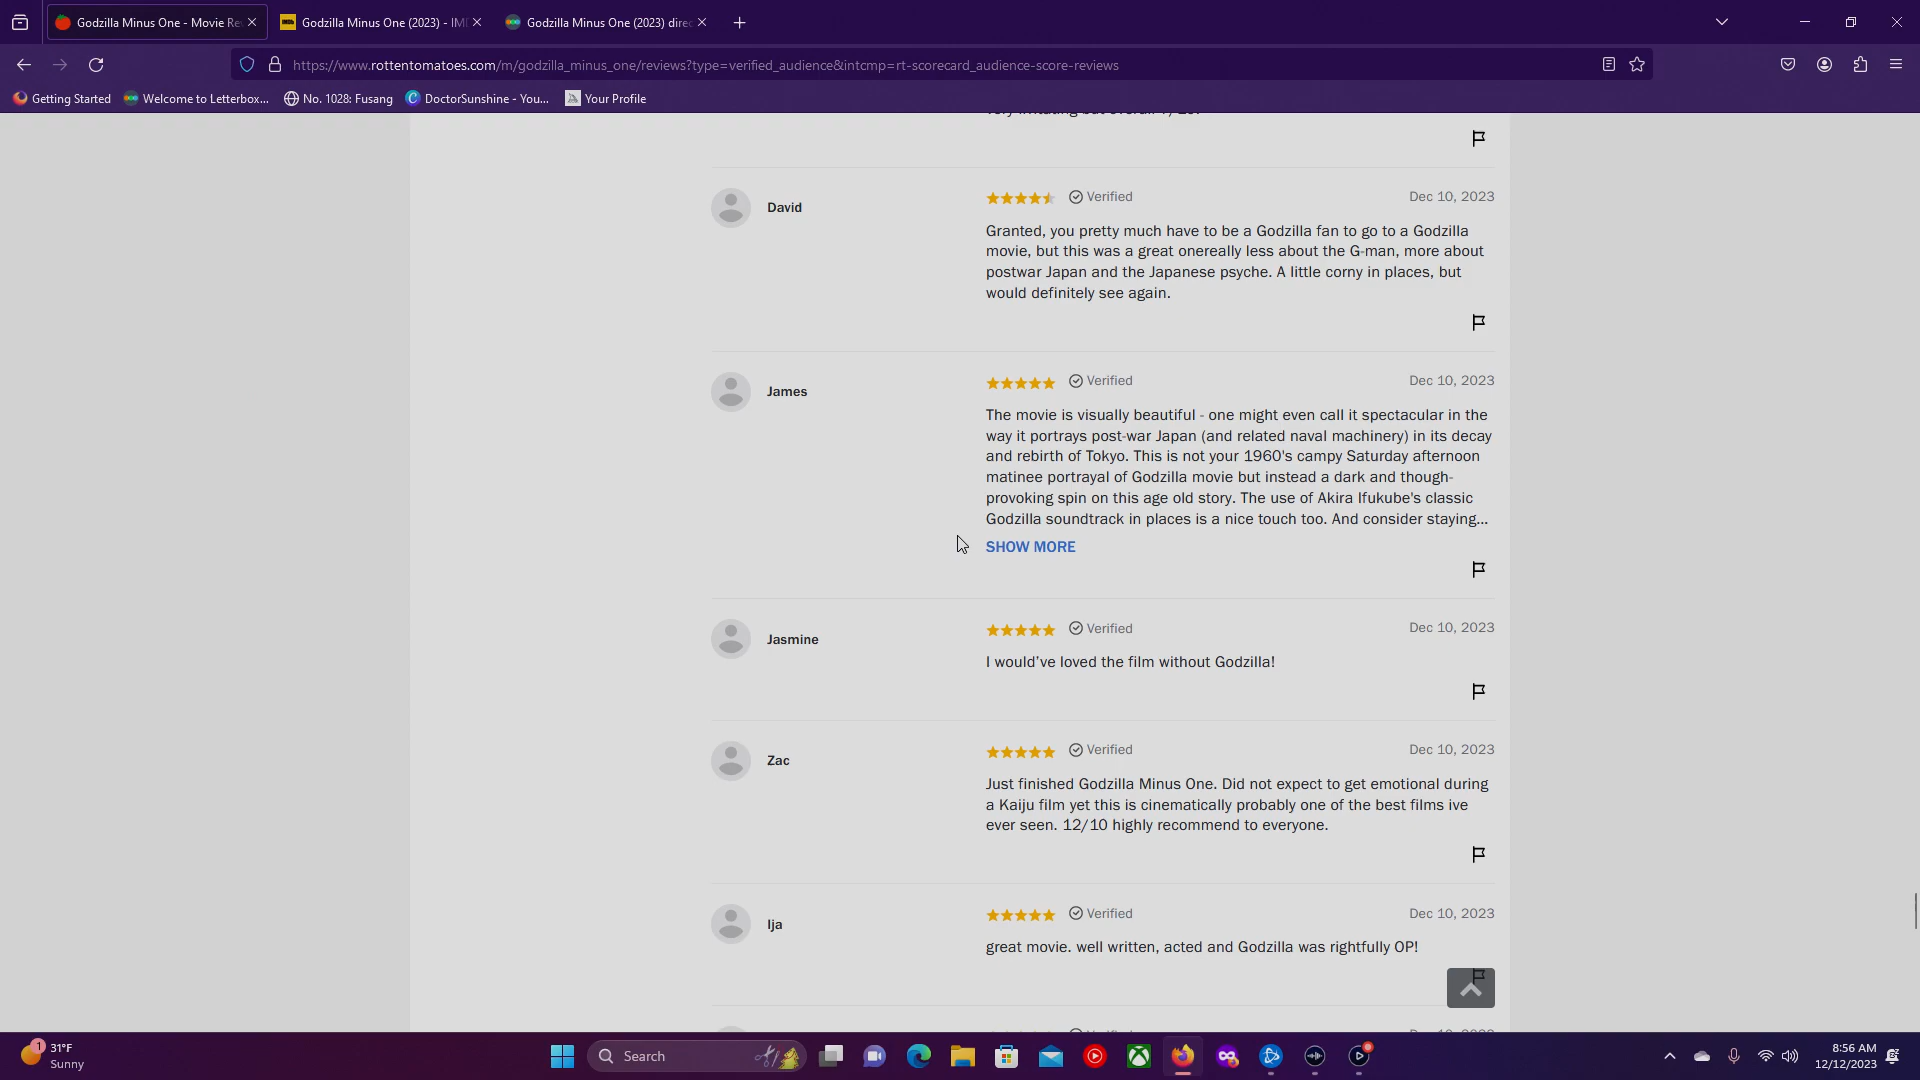 Godzilla Minus One - Movie Re
Godzilla Minus One (2023) - IM
Godzilla Minus One (2023) direc
https://www.rottentomatoes.com/m/godzilla_minus_one/reviews?type=verified_audience&intcmp=rt-scorecard_audience-score-reviews
Getting Started
Welcome to Letterbox...
No. 1028: Fusang
DoctorSunshine - You...
Your Profile
David
Verified
Dec 10, 2023
Granted, you pretty much have to be a Godzilla fan to go to a Godzilla
movie, but this was a great onereally less about the G-man, more about
postwar Japan and the Japanese psyche. A little corny in places, but
would definitely see again.
James
Verified
Dec 10, 2023
The movie is visually beautiful - one might even call it spectacular in the
way it portrays post-war Japan (and related naval machinery) in its decay
and rebirth of Tokyo. This is not your 1960's campy Saturday afternoon
matinee portrayal of Godzilla movie but instead a dark and though-
provoking spin on this age old story. The use of Akira Ifukube's classic
Godzilla soundtrack in places is a nice touch too. And consider staying...
SHOW MORE
Jasmine
Verified
Dec 10, 2023
I would've loved the film without Godzilla!
Zac
Verified
Dec 10, 2023
Just finished Godzilla Minus One. Did not expect to get emotional during
a Kaiju film yet this is cinematically probably one of the best films ive
ever seen. 12/10 highly recommend to everyone.
Ija
Verified
Dec 10, 2023
great movie. well written, acted and Godzilla was rightfully OP!
1
31°F
Sunny
Search
8:56 AM
12/12/2023